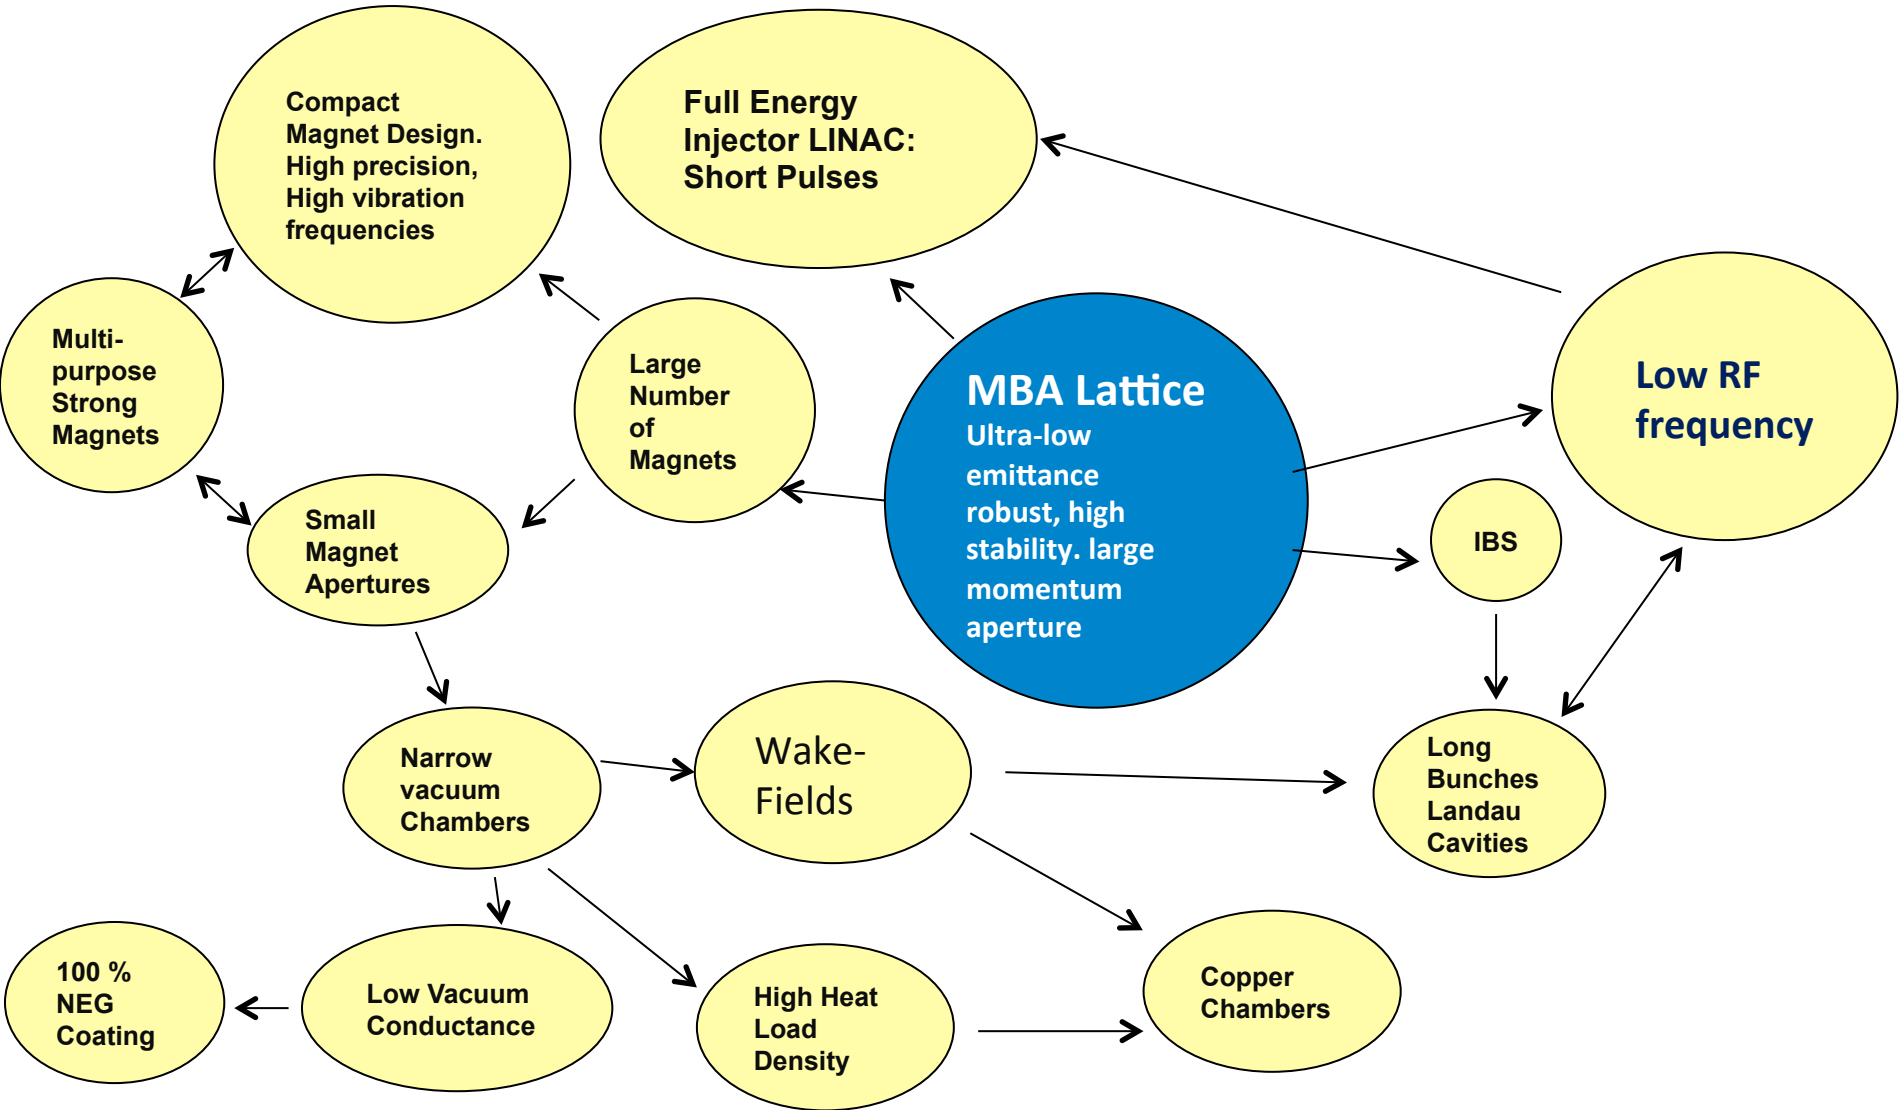 Compact
Magnet Design.
High precision,
High vibration
frequencies
Full Energy
Injector LINAC:
Short Pulses
Multi-
purpose
Strong
Magnets
Large
Number
of
Magnets
MBA Lattice
Ultra-low
emittance
robust, high
stability. large
momentum
aperture
Low RF
frequency
IBS
Small
Magnet
Apertures
Narrow
vacuum
Chambers
Wake-
Fields
Long
Bunches
Landau
Cavities
100 %
NEG
Coating
Low Vacuum
Conductance
High Heat
Load
Density
Copper
Chambers